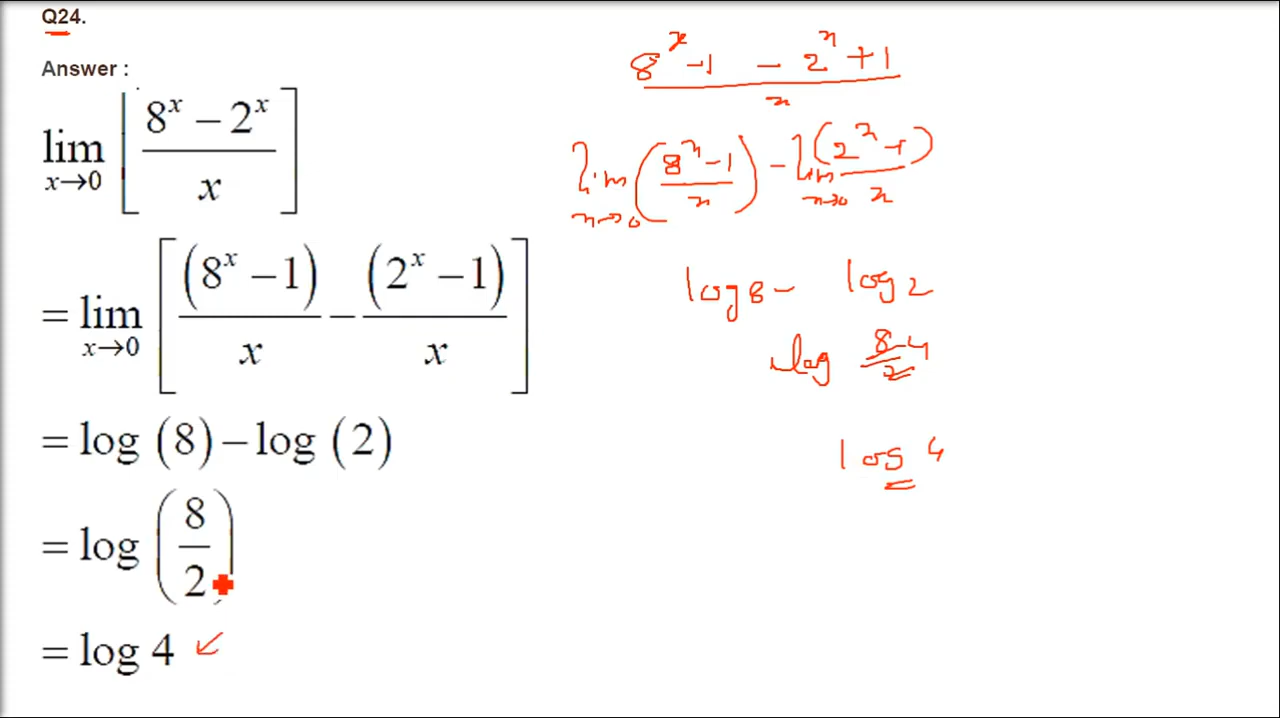 Q24.
Answer :
lim x→0 [ (8^x − 2^x) / x ]
= lim x→0 [ (8^x − 1) / x − (2^x − 1) / x ]
= log (8) − log (2)
= log (8/2)
= log 4
8^x -1 - 2^x + 1 / x
lim x→0 (8^x - 1 / x) - lim x→0 (2^x - 1) / x
log 8 - log 2
log 8/2 4
log 4